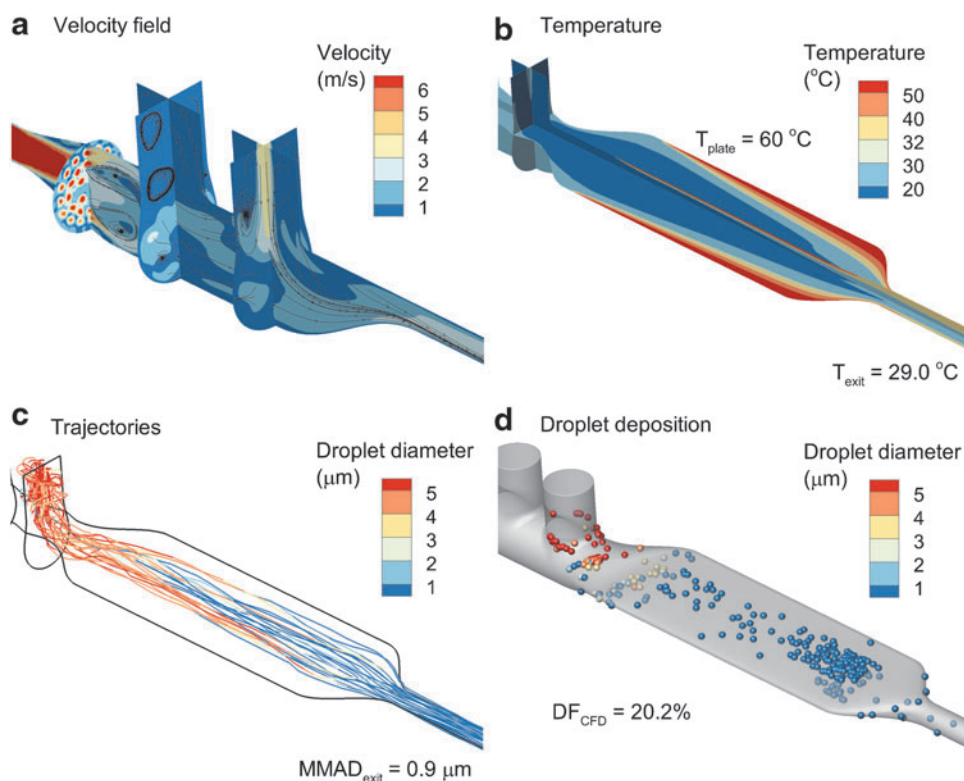 a Velocity field
Velocity
(m/s)
6
5
4
3
2
1
b Temperature
Temperature
(°C)
50
40
32
30
20
T_plate = 60 °C
T_exit = 29.0 °C
c Trajectories
Droplet diameter
(μm)
5
4
3
2
1
MMAD_exit = 0.9 μm
d Droplet deposition
Droplet diameter
(μm)
5
4
3
2
1
DF_CFD = 20.2%